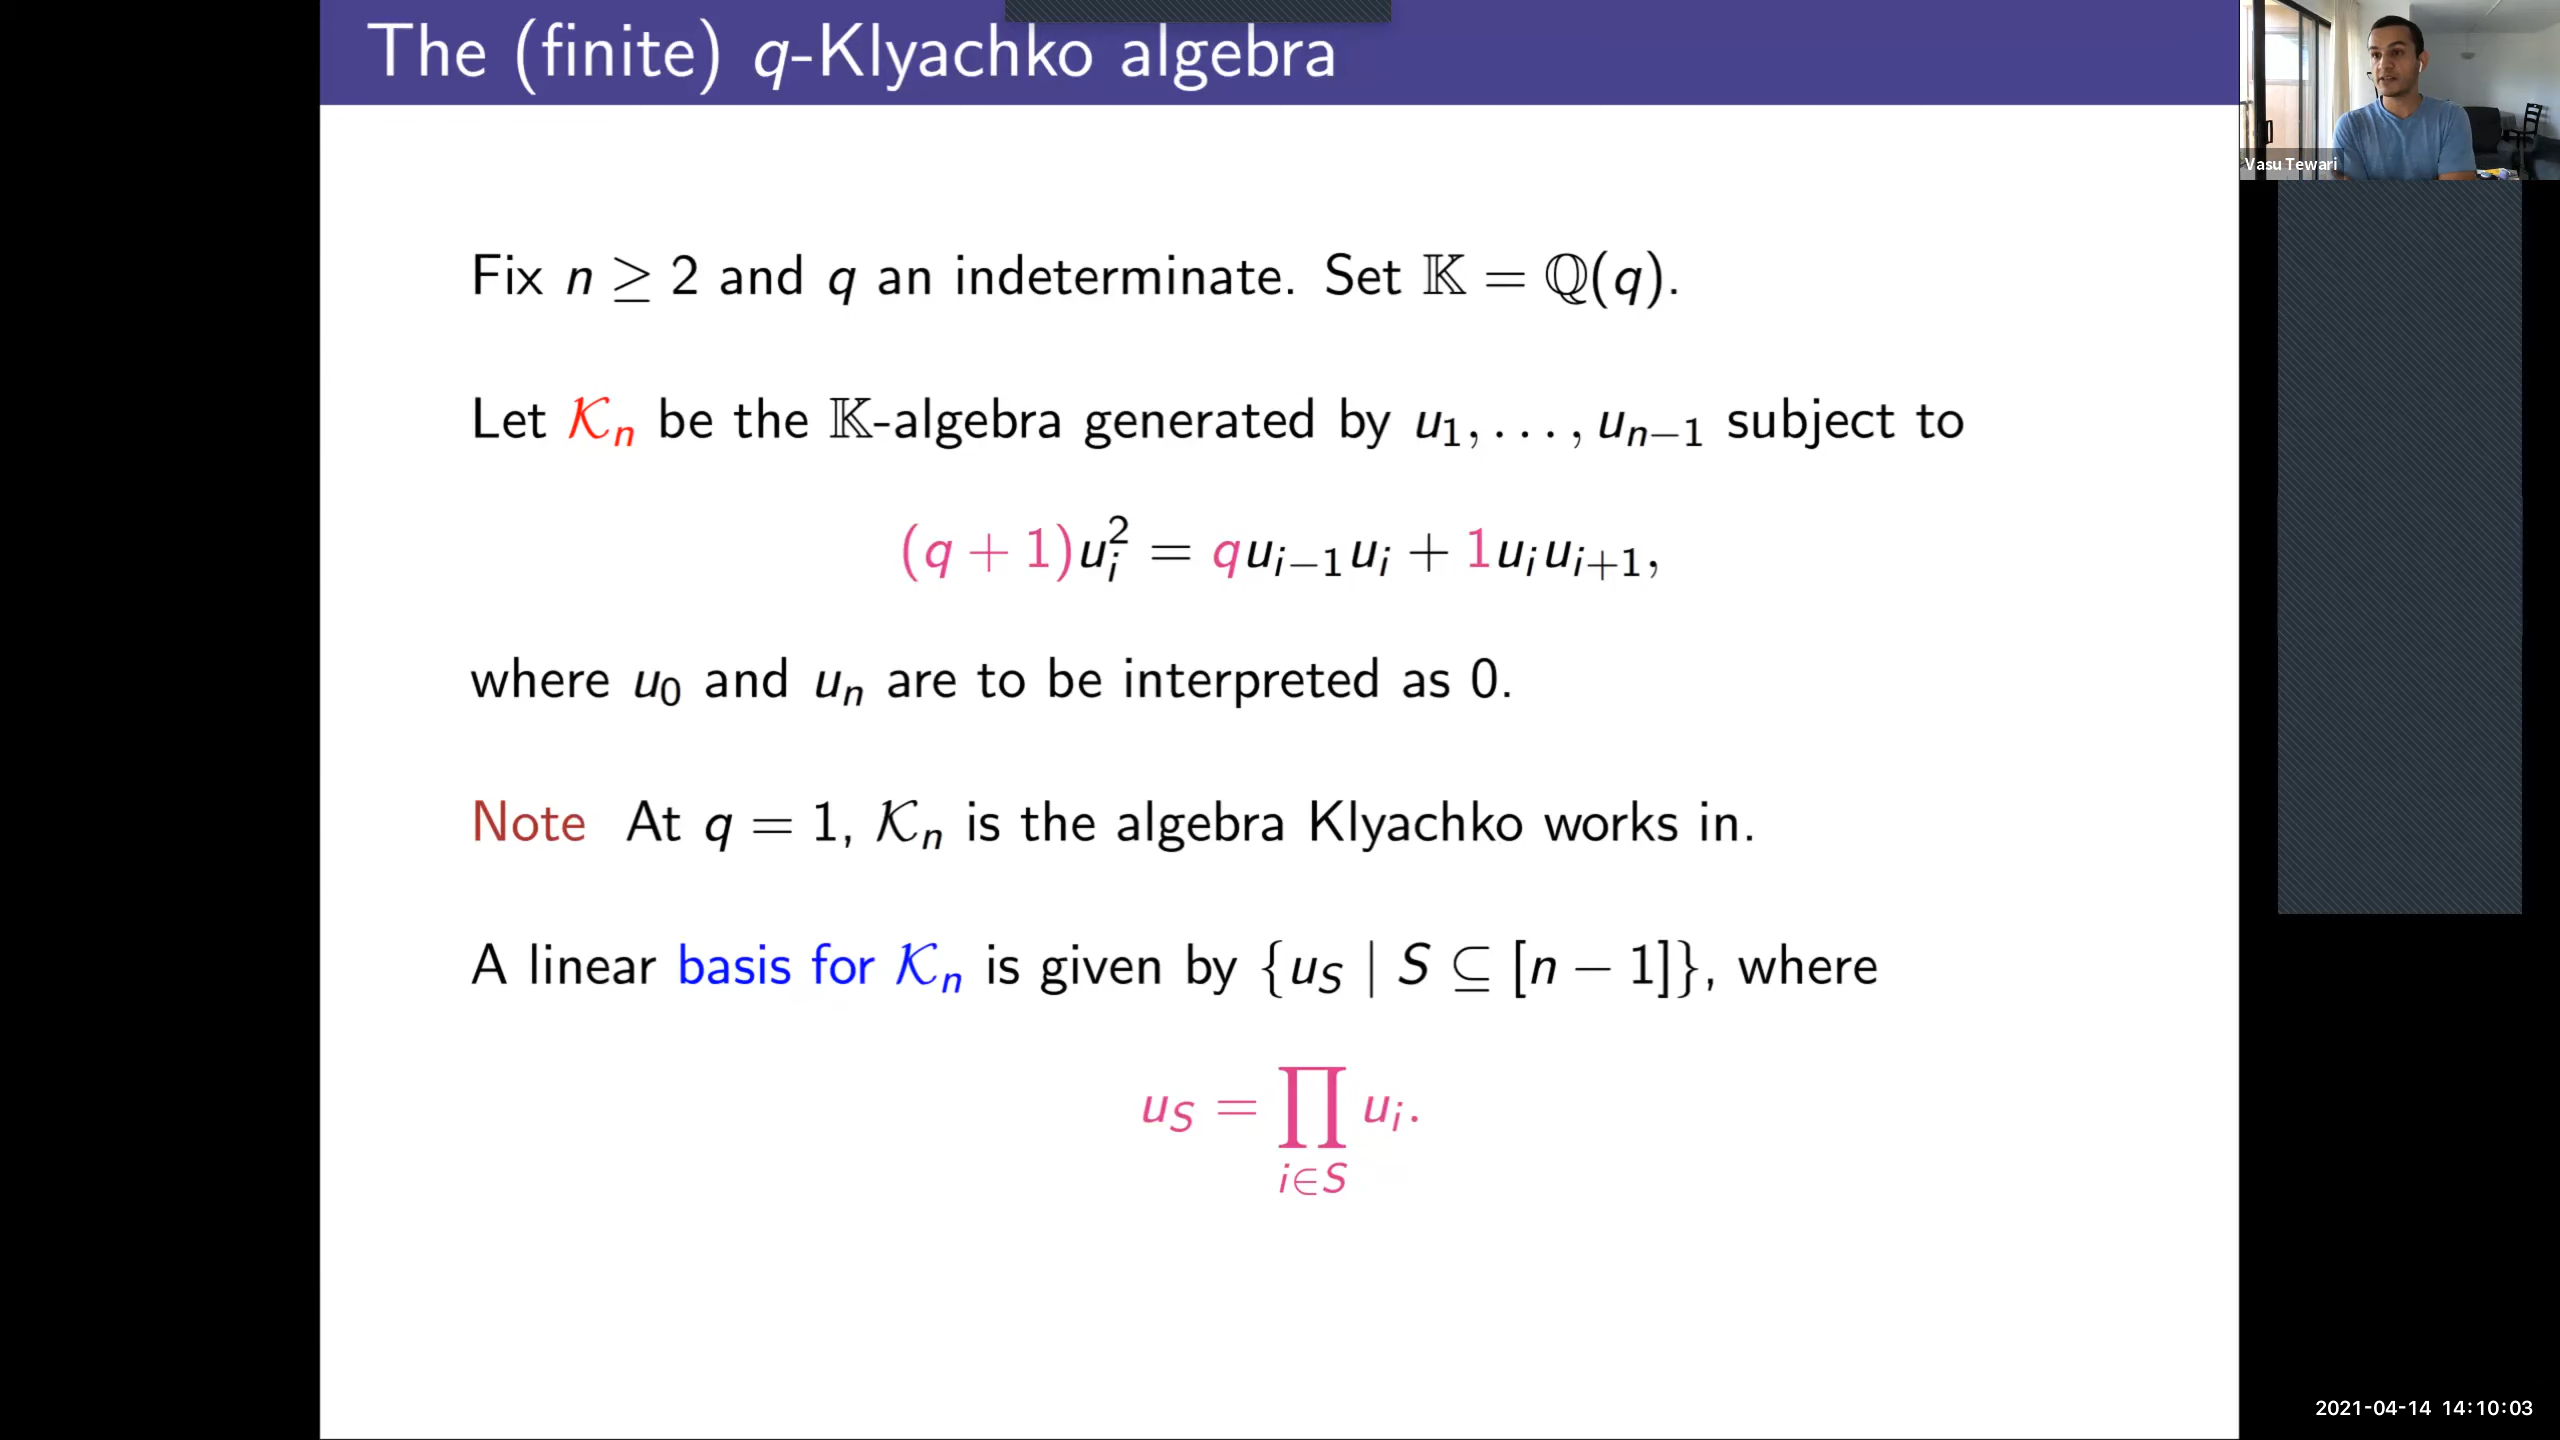 The (finite) q-Klyachko algebra
Vasu Tewari
Fix n ≥ 2 and q an indeterminate. Set 𝕂 = ℚ(q).
Let 𝒦ₙ be the 𝕂-algebra generated by u₁, . . . , uₙ₋₁ subject to
(q + 1)uᵢ² = quᵢ₋₁uᵢ + 1uᵢuᵢ₊₁,
where u₀ and uₙ are to be interpreted as 0.
Note At q = 1, 𝒦ₙ is the algebra Klyachko works in.
A linear basis for 𝒦ₙ is given by {u_S | S ⊆ [n − 1]}, where
u_S = ∏_{i∈S} uᵢ.
2021-04-14 14:10:03